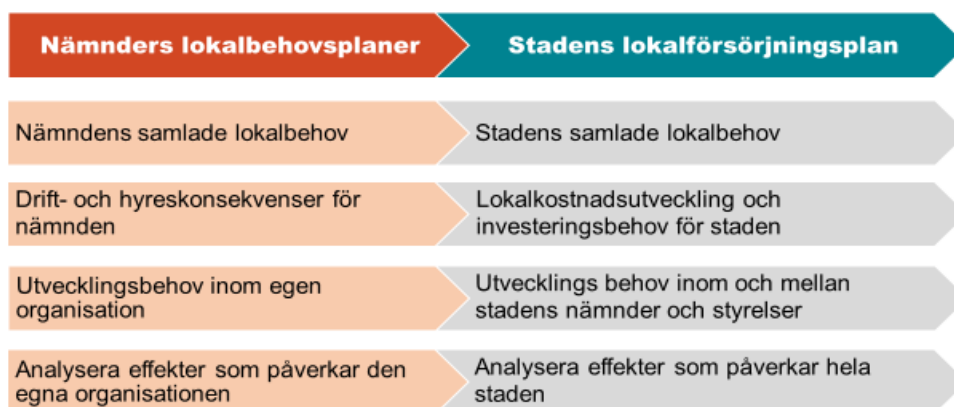 Nämnders lokalbehovsplaner
Stadens lokalförsörjningsplan
Nämndens samlade lokalbehov
Stadens samlade lokalbehov
Drift- och hyreskonsekvenser för
nämnden
Lokalkostnadsutveckling och
investeringsbehov för staden
Utvecklingsbehov inom egen
organisation
Utvecklings behov inom och mellan
stadens nämnder och styrelser
Analysera effekter som påverkar den
egna organisationen
Analysera effekter som påverkar hela
staden